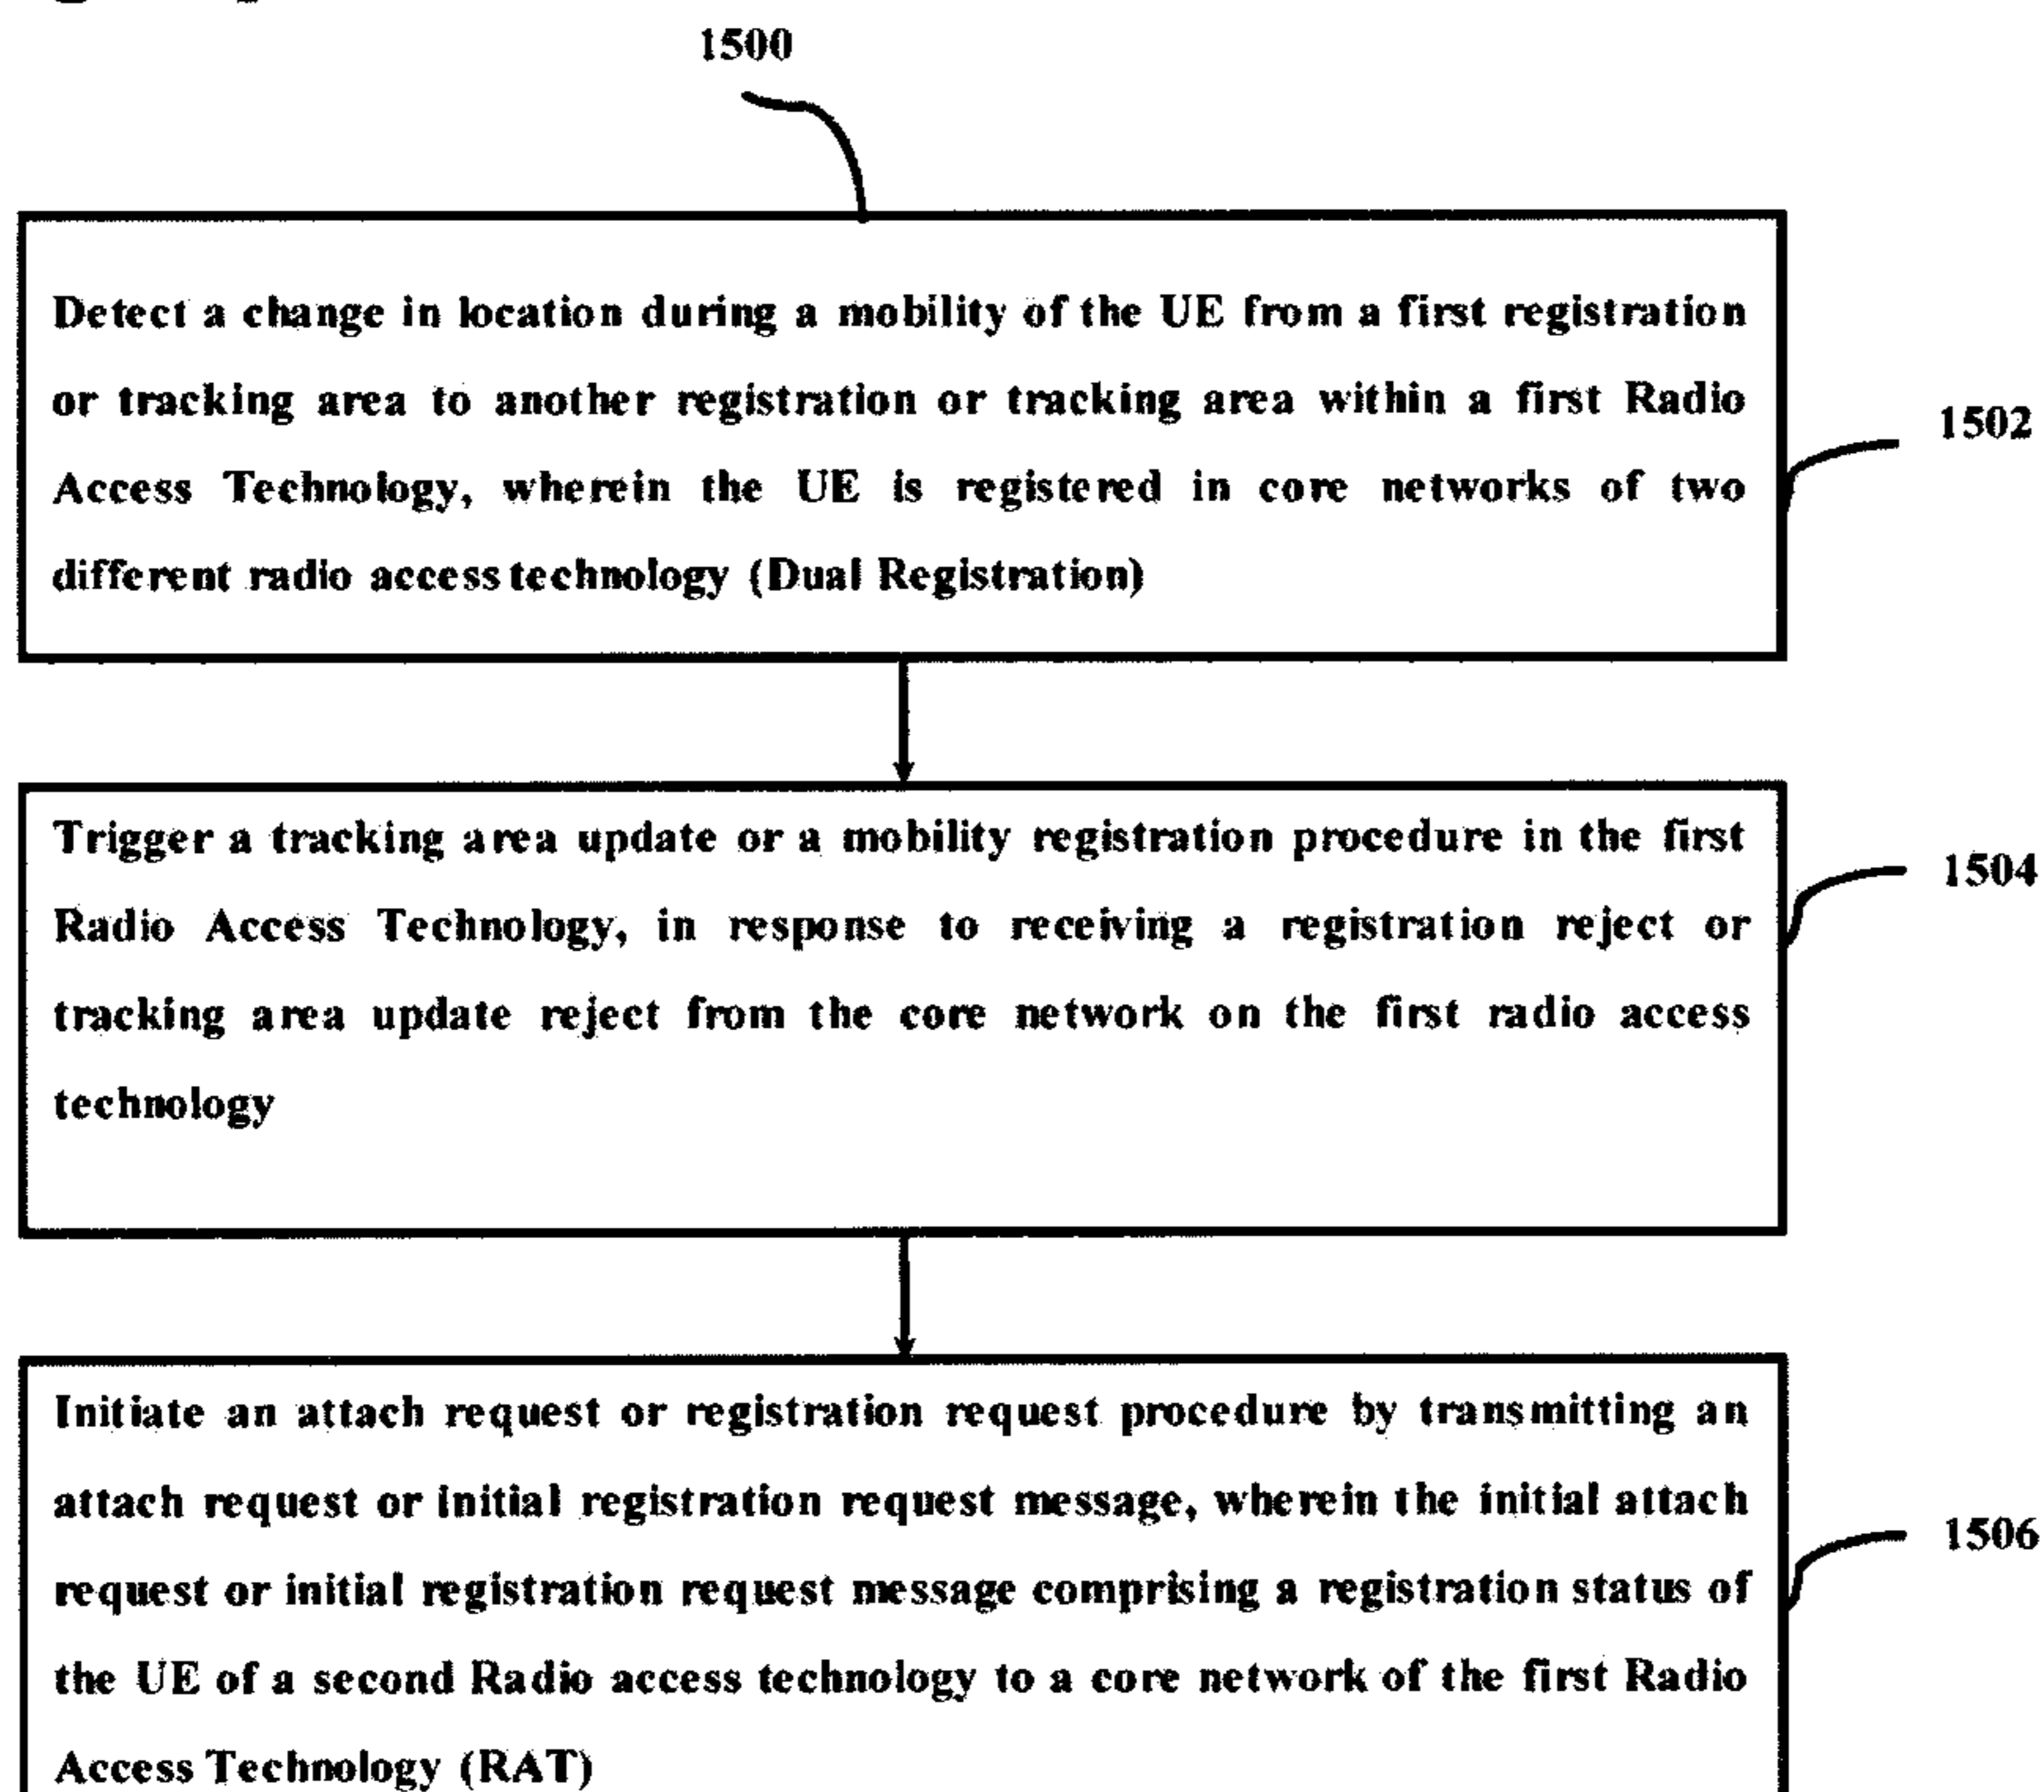 1500
Detect a change in location during a mobility of the UE from a first registration
or tracking area to another registration or tracking area within a first Radio
Access Technology, wherein the UE is registered in core networks of two
different radio access technology (Dual Registration)
1502
Trigger a tracking area update or a mobility registration procedure in the first
Radio Access Technology, in response to receiving a registration reject or
tracking area update reject from the core network on the first radio access
technology
1504
Initiate an attach request or registration request procedure by transmitting an
attach request or initial registration request message, wherein the initial attach
request or initial registration request message comprising a registration status of
the UE of a second Radio access technology to a core network of the first Radio
Access Technology (RAT)
1506